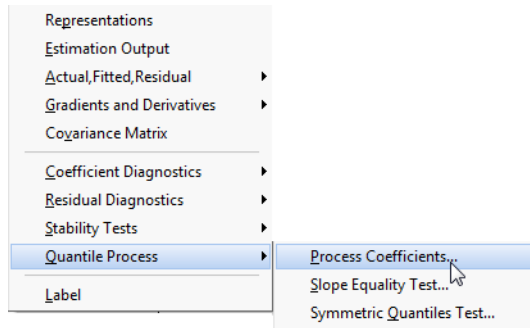 Representations
Estimation Output
Actual,Fitted,Residual
Gradients and Derivatives
Covariance Matrix
Coefficient Diagnostics
Residual Diagnostics
Stability Tests
Quantile Process
Label
Process Coefficients...
Slope Equality Test...
Symmetric Quantiles Test...